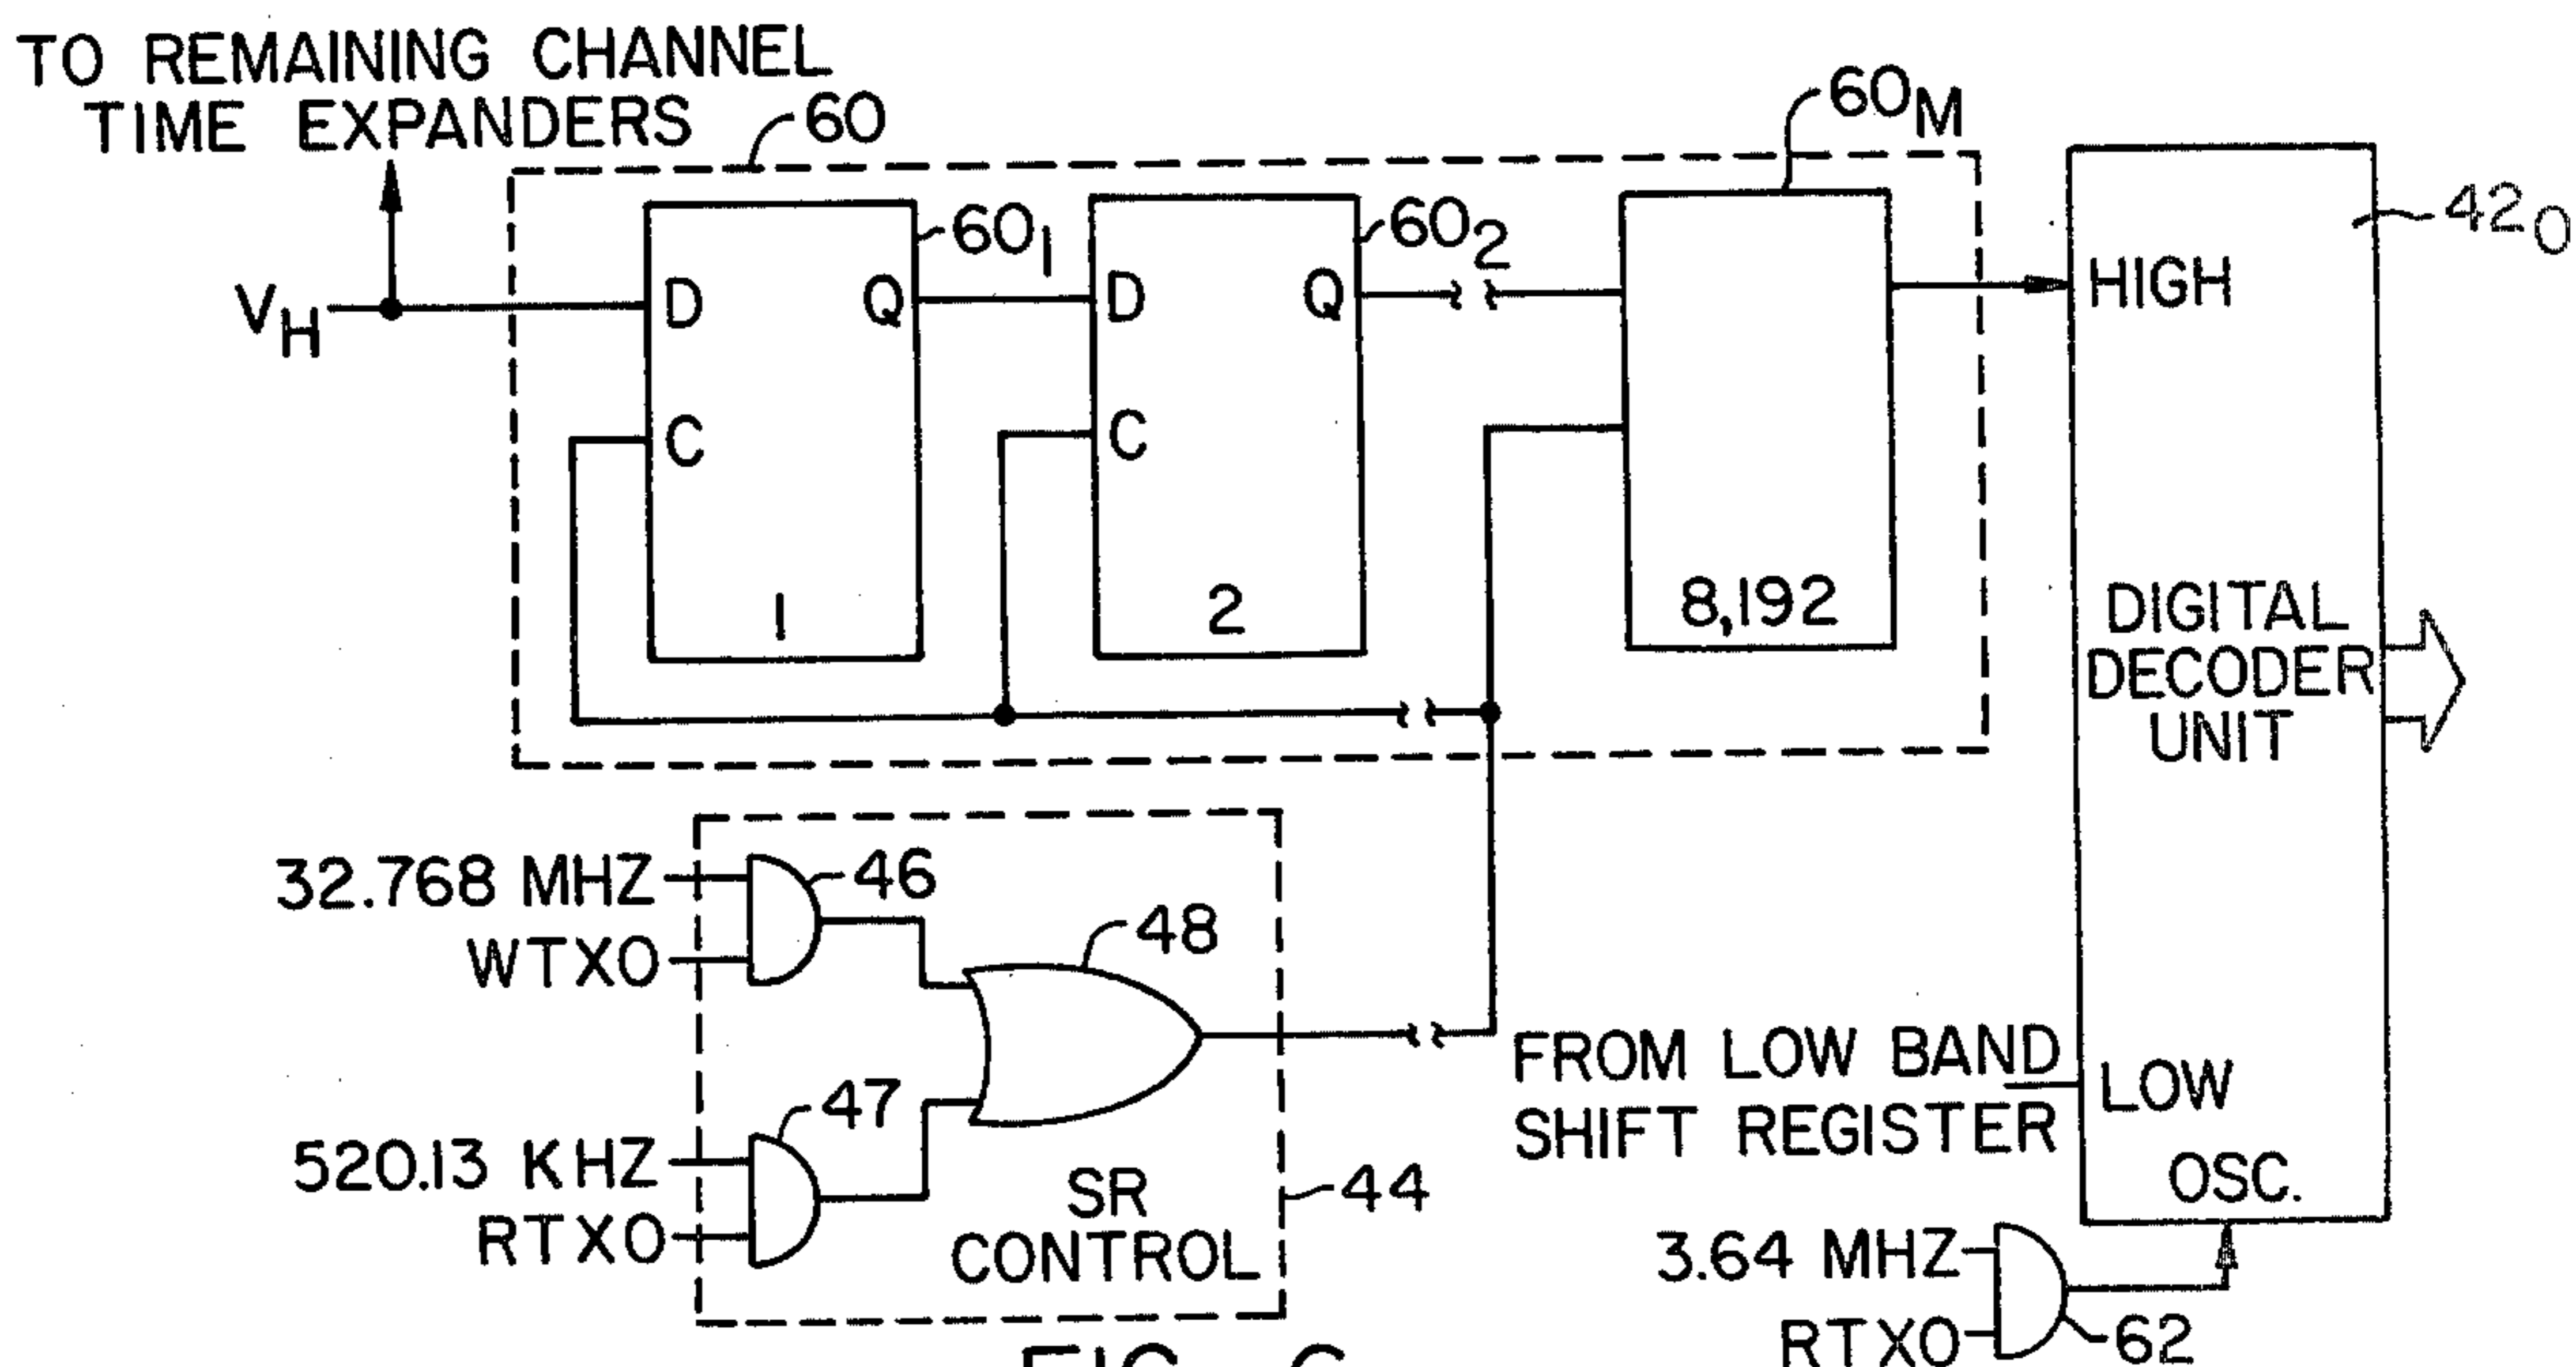 TO REMAINING CHANNEL
TIME EXPANDERS
60
60M
601
602
420
VH
D
Q
D
Q
HIGH
C
C
1
2
8,192
DIGITAL
DECODER
UNIT
32.768 MHZ
46
WTXO
48
520.13 KHZ
47
RTXO
SR
CONTROL
44
FROM LOW BAND
SHIFT REGISTER
LOW
OSC.
3.64 MHZ
RTXO
62